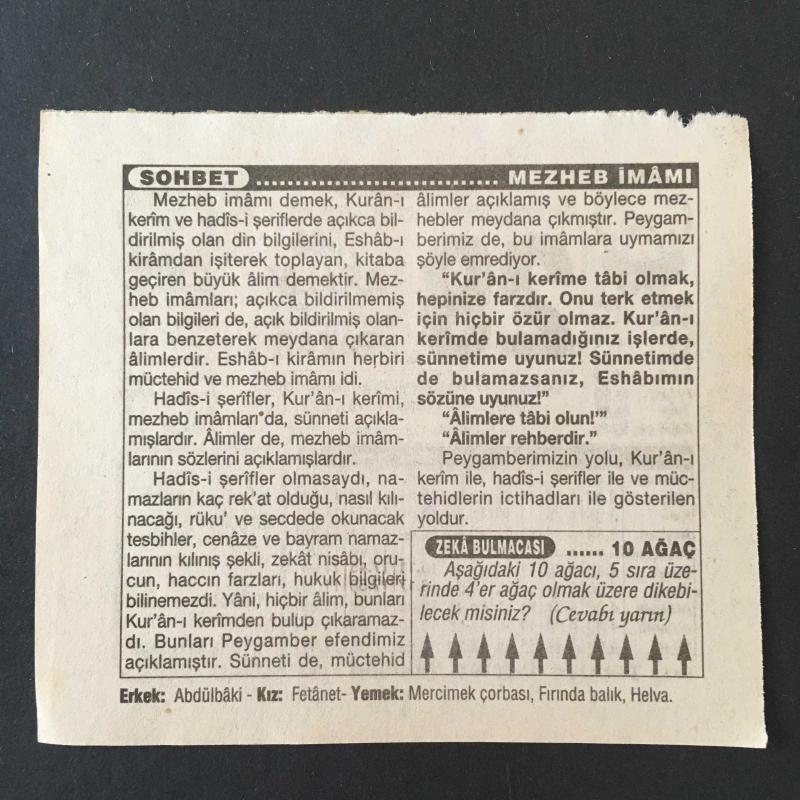 SOHBET .................................. MEZHEB İMÂMI
Mezheb imâmı demek, Kurân-ı
kerîm ve hadîs-i şeriflerde açıkca bil-
dirilmiş olan din bilgilerini, Eshâb-ı
kirâmdan işiterek toplayan, kitaba
geçiren büyük âlim demektir. Mez-
heb imâmları; açıkca bildirilmemiş
olan bilgileri de, açık bildirilmiş olan-
lara benzeterek meydana çıkaran
âlimlerdir. Eshâb-ı kirâmın herbiri
müctehid ve mezheb imâmı idi.
Hadîs-i şerîfler, Kur'ân-ı kerîmi,
mezheb imâmları da, sünneti açıkla-
mışlardır. Âlimler de, mezheb imâm-
larının sözlerini açıklamışlardır.
Hadîs-i şerîfler olmasaydı, na-
mazların kaç rek'at olduğu, nasıl kılı-
nacağı, rükû' ve secdede okunacak
tesbihler, cenâze ve bayram namaz-
larının kılınış şekli, zekât nisâbı, oru-
cun, haccın farzları, hukuk bilgileri
bilinemezdi. Yâni, hiçbir âlim, bunları
Kur'ân-ı kerîmden bulup çıkaramaz-
dı. Bunları Peygamber efendimiz
açıklamıştır. Sünneti de, müctehid
âlimler açıklamış ve böylece mez-
hebler meydana çıkmıştır. Peygam-
berimiz de, bu imâmlara uymamızı
şöyle emrediyor.
"Kur'ân-ı kerîme tâbi olmak,
hepinize farzdır. Onu terk etmek
için hiçbir özür olmaz. Kur'ân-ı
kerîmde bulamadığınız işlerde,
sünnetime uyunuz! Sünnetimde
de bulamazsanız, Eshâbımın
sözüne uyunuz!"
"Âlimlere tâbi olun!'"
"Âlimler rehberdir."
Peygamberimizin yolu, Kur'ân-ı
kerim ile, hadîs-i şerifler ile ve müc-
tehidlerin ictihadları ile gösterilen
yoldur.
ZEKÂ BULMACASI ...... 10 AĞAÇ
Aşağıdaki 10 ağacı, 5 sıra üze-
rinde 4'er ağaç olmak üzere dikebi-
lecek misiniz? (Cevabı yarın)
Erkek: Abdülbâki - Kız: Fetânet- Yemek: Mercimek çorbası, Fırında balık, Helva.